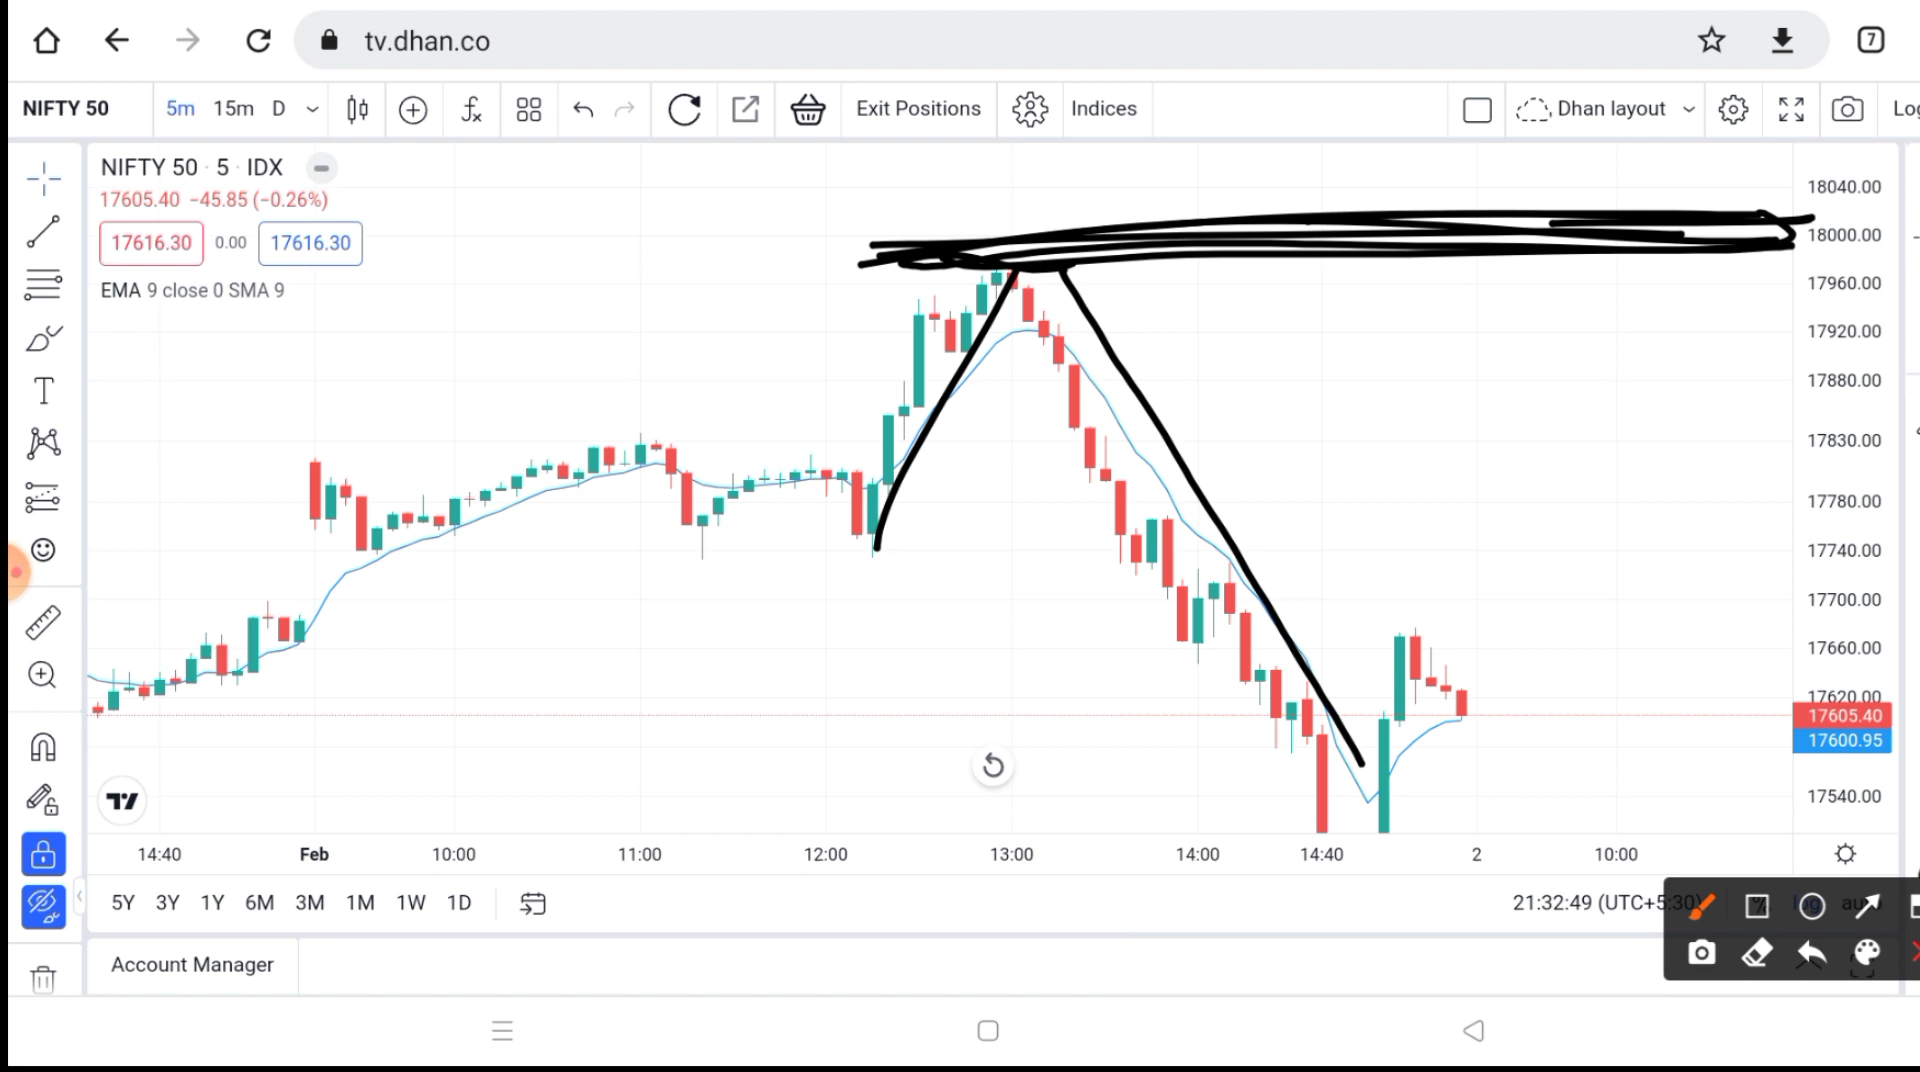 tv.dhan.co
7
NIFTY 50 5m 15m D Exit Positions Indices Dhan layout
NIFTY 50 · 5 · IDX
17605.40 −45.85 (−0.26%)
17616.30 0.00 17616.30
EMA 9 close 0 SMA 9
T
18040.00
18000.00
17960.00
17920.00
17880.00
17830.00
17780.00
17740.00
17700.00
17660.00
17620.00
17605.40
17600.95
17540.00
14:40 Feb 10:00 11:00 12:00 13:00 14:00 14:40 2 10:00
5Y 3Y 1Y 6M 3M 1M 1W 1D
21:32:49 (UTC+5:30) % log
Account Manager